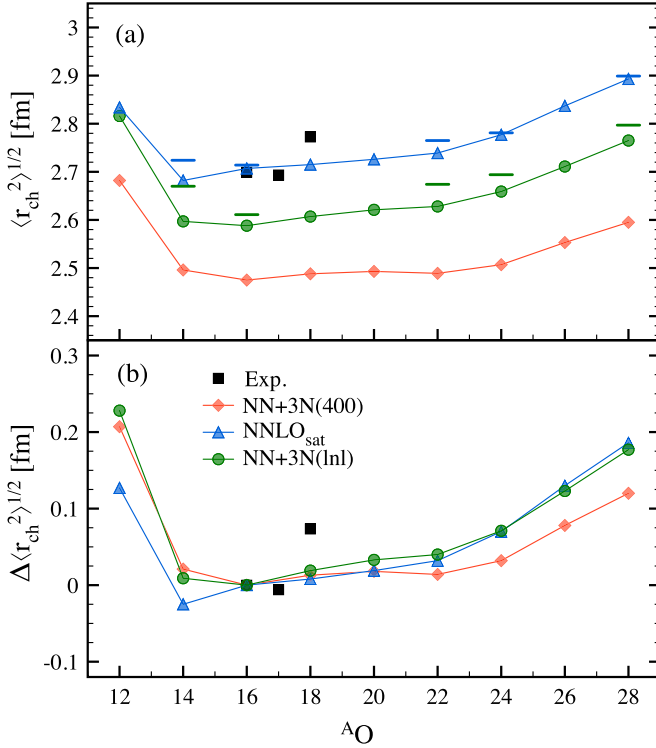 (a)
3
2.9
2.8
2.7
2.6
2.5
2.4
⟨r_ch^2⟩^1/2 [fm]
(b)
0.3
0.2
0.1
0
-0.1
Δ⟨r_ch^2⟩^1/2 [fm]
Exp.
NN+3N(400)
NNLO_sat
NN+3N(lnl)
12 14 16 18 20 22 24 26 28
^AO